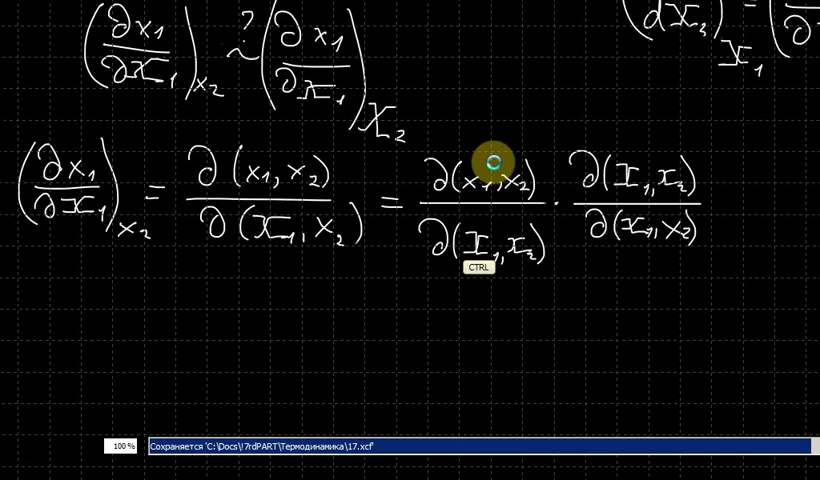 (∂x₁/∂X₁)ₓ₂ ≈? (∂x₁/∂X₁)X₂
(∂x₁/∂X₁)ₓ₂ = ∂(x₁, x₂)/∂(X₁, x₂) = ∂(x₁, x₂)/∂(X₁, X₂) · ∂(X₁, X₂)/∂(X₁, x₂)
CTRL
100 % Сохраняется 'C:\Docs\!7rdPART\Термодинамика\17.xcf'